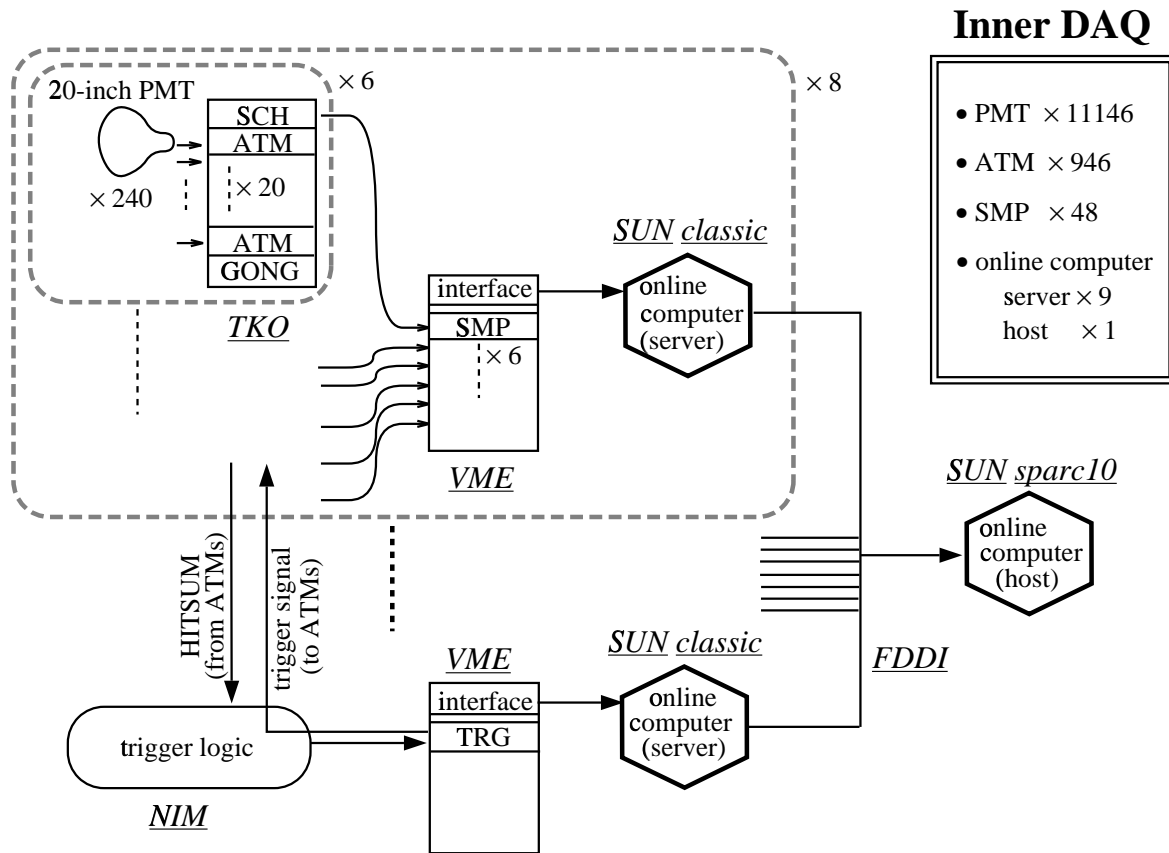 Inner DAQ
× 6
× 8
20-inch PMT
SCH
ATM
× 20
× 240
ATM
GONG
TKO
• PMT × 11146
• ATM × 946
• SMP × 48
• online computer
server × 9
host × 1
SUN classic
interface
SMP
× 6
VME
online
computer
(server)
SUN sparc10
online
computer
(host)
HITSUM
(from ATMs)
trigger signal
(to ATMs)
FDDI
VME
interface
TRG
SUN classic
online
computer
(server)
trigger logic
NIM